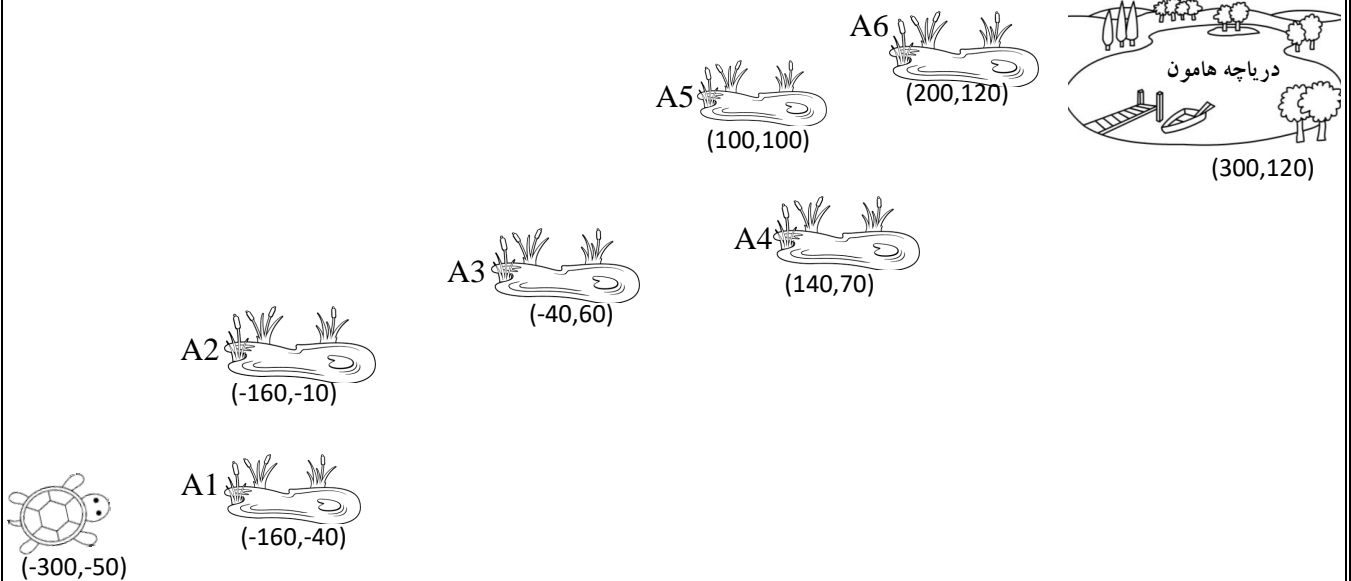 A6
(200,120)
دریاچه هامون
(300,120)
A5
(100,100)
A4
(140,70)
A3
(-40,60)
A2
(-160,-10)
A1
(-160,-40)
(-300,-50)